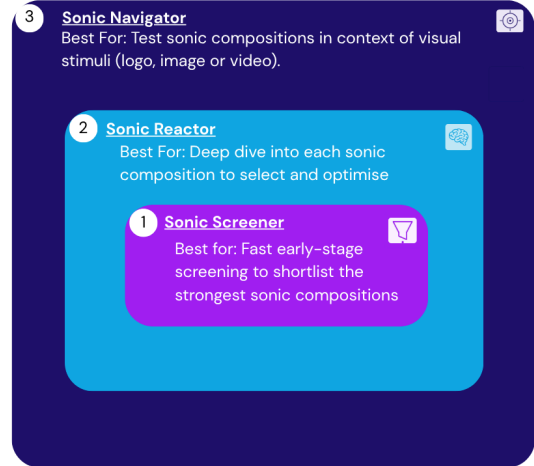 3 Sonic Navigator
Best For: Test sonic compositions in context of visual
stimuli (logo, image or video).
2 Sonic Reactor
Best For: Deep dive into each sonic
composition to select and optimise
1 Sonic Screener
Best for: Fast early-stage
screening to shortlist the
strongest sonic compositions